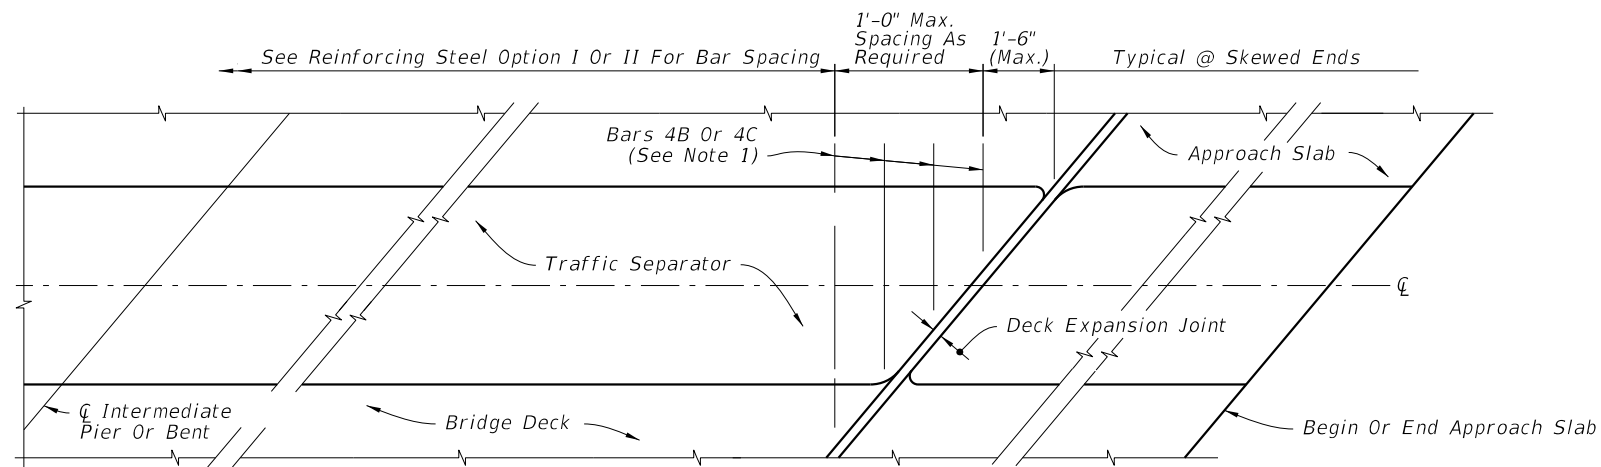 1'-0" Max.
Spacing As
Required
1'-6"
(Max.)
See Reinforcing Steel Option I Or II For Bar Spacing
Typical @ Skewed Ends
Bars 4B Or 4C
(See Note 1)
Approach Slab
Traffic Separator
℄
Deck Expansion Joint
℄ Intermediate
Pier Or Bent
Bridge Deck
Begin Or End Approach Slab